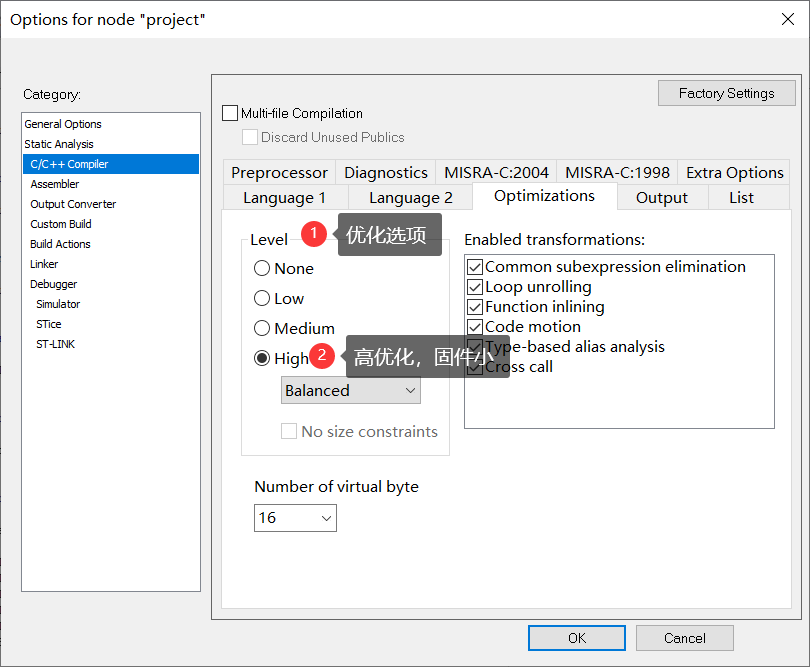 Options for node "project"
Category:
General Options
Static Analysis
C/C++ Compiler
Assembler
Output Converter
Custom Build
Build Actions
Linker
Debugger
Simulator
STice
ST-LINK
Factory Settings
Multi-file Compilation
Discard Unused Publics
Preprocessor Diagnostics MISRA-C:2004 MISRA-C:1998 Extra Options
Language 1 Language 2 Optimizations Output List
Level 1 优化选项
None
Low
Medium
High 2 高优化，固件小
Balanced
No size constraints
Enabled transformations:
Common subexpression elimination
Loop unrolling
Function inlining
Code motion
Type-based alias analysis
Cross call
Number of virtual byte
16
OK Cancel